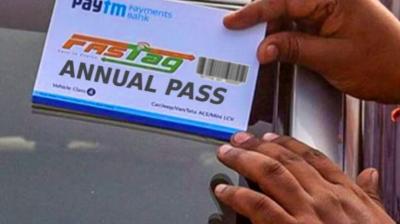 Paytm Payments
Bank
FASTag
ANNUAL PASS
Vehicle Class 4
Car/Jeep/Van/Tata ACE/Mini LCV